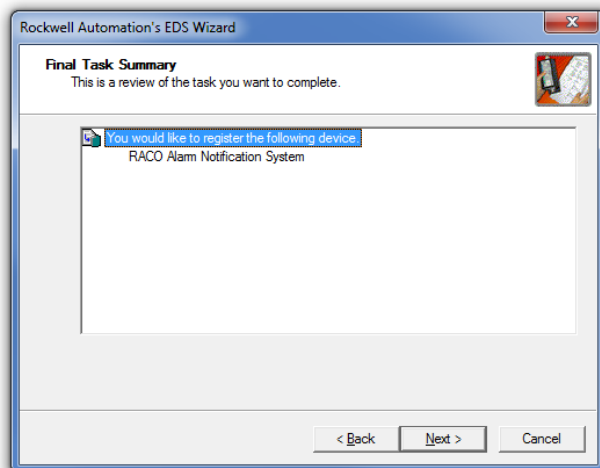 Rockwell Automation's EDS Wizard
Final Task Summary
This is a review of the task you want to complete.
You would like to register the following device.
RACO Alarm Notification System
< Back
Next >
Cancel